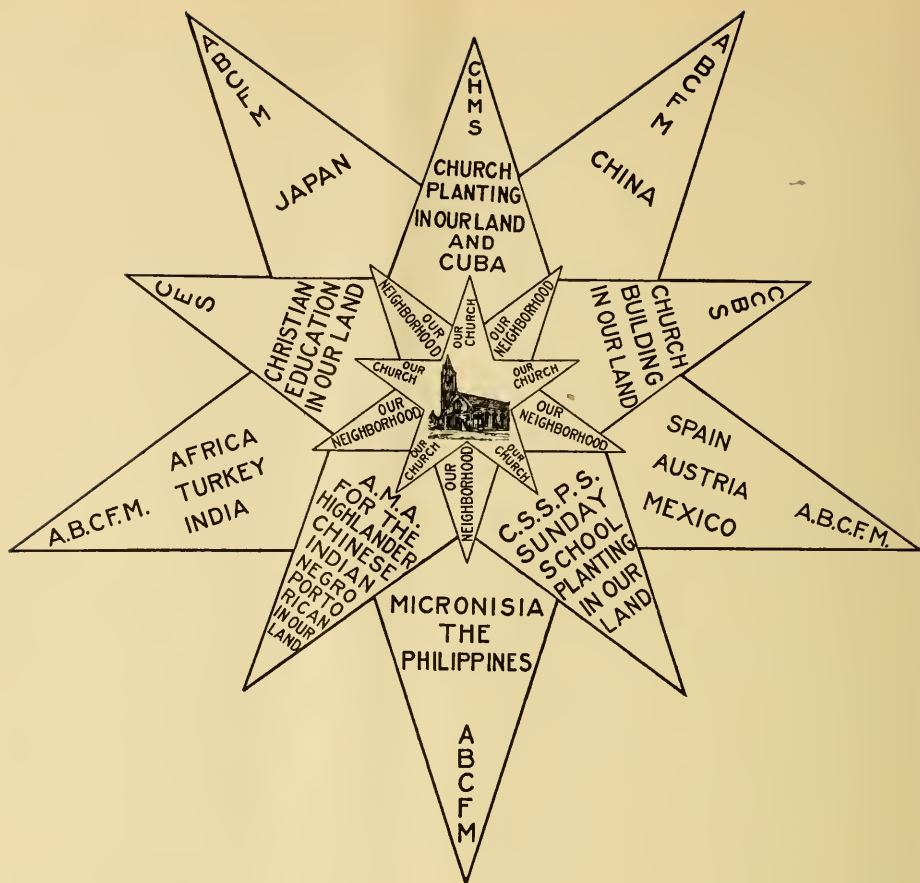 ABCFM
JAPAN
CHMS
CHURCH
PLANTING
IN OUR LAND
AND
CUBA
ABCFM
CHINA
CES
CHRISTIAN
EDUCATION
IN OUR LAND
CCBS
CHURCH
BUILDING
IN OUR LAND
OUR
NEIGHBORHOOD
OUR
CHURCH
OUR
NEIGHBORHOOD
OUR
CHURCH
OUR
CHURCH
OUR
NEIGHBORHOOD
OUR
NEIGHBORHOOD
OUR
CHURCH
OUR
NEIGHBORHOOD
OUR
CHURCH
A.B.C.F.M.
AFRICA
TURKEY
INDIA
SPAIN
AUSTRIA
MEXICO
A.B.C.F.M.
A.M.A.
FOR THE
HIGHLANDER
CHINESE
INDIAN
NEGRO
PORTO
RICAN
IN OUR
LAND
C.S.S.P.S.
SUNDAY
SCHOOL
PLANTING
IN OUR
LAND
MICRONISIA
THE
PHILIPPINES
ABCFM